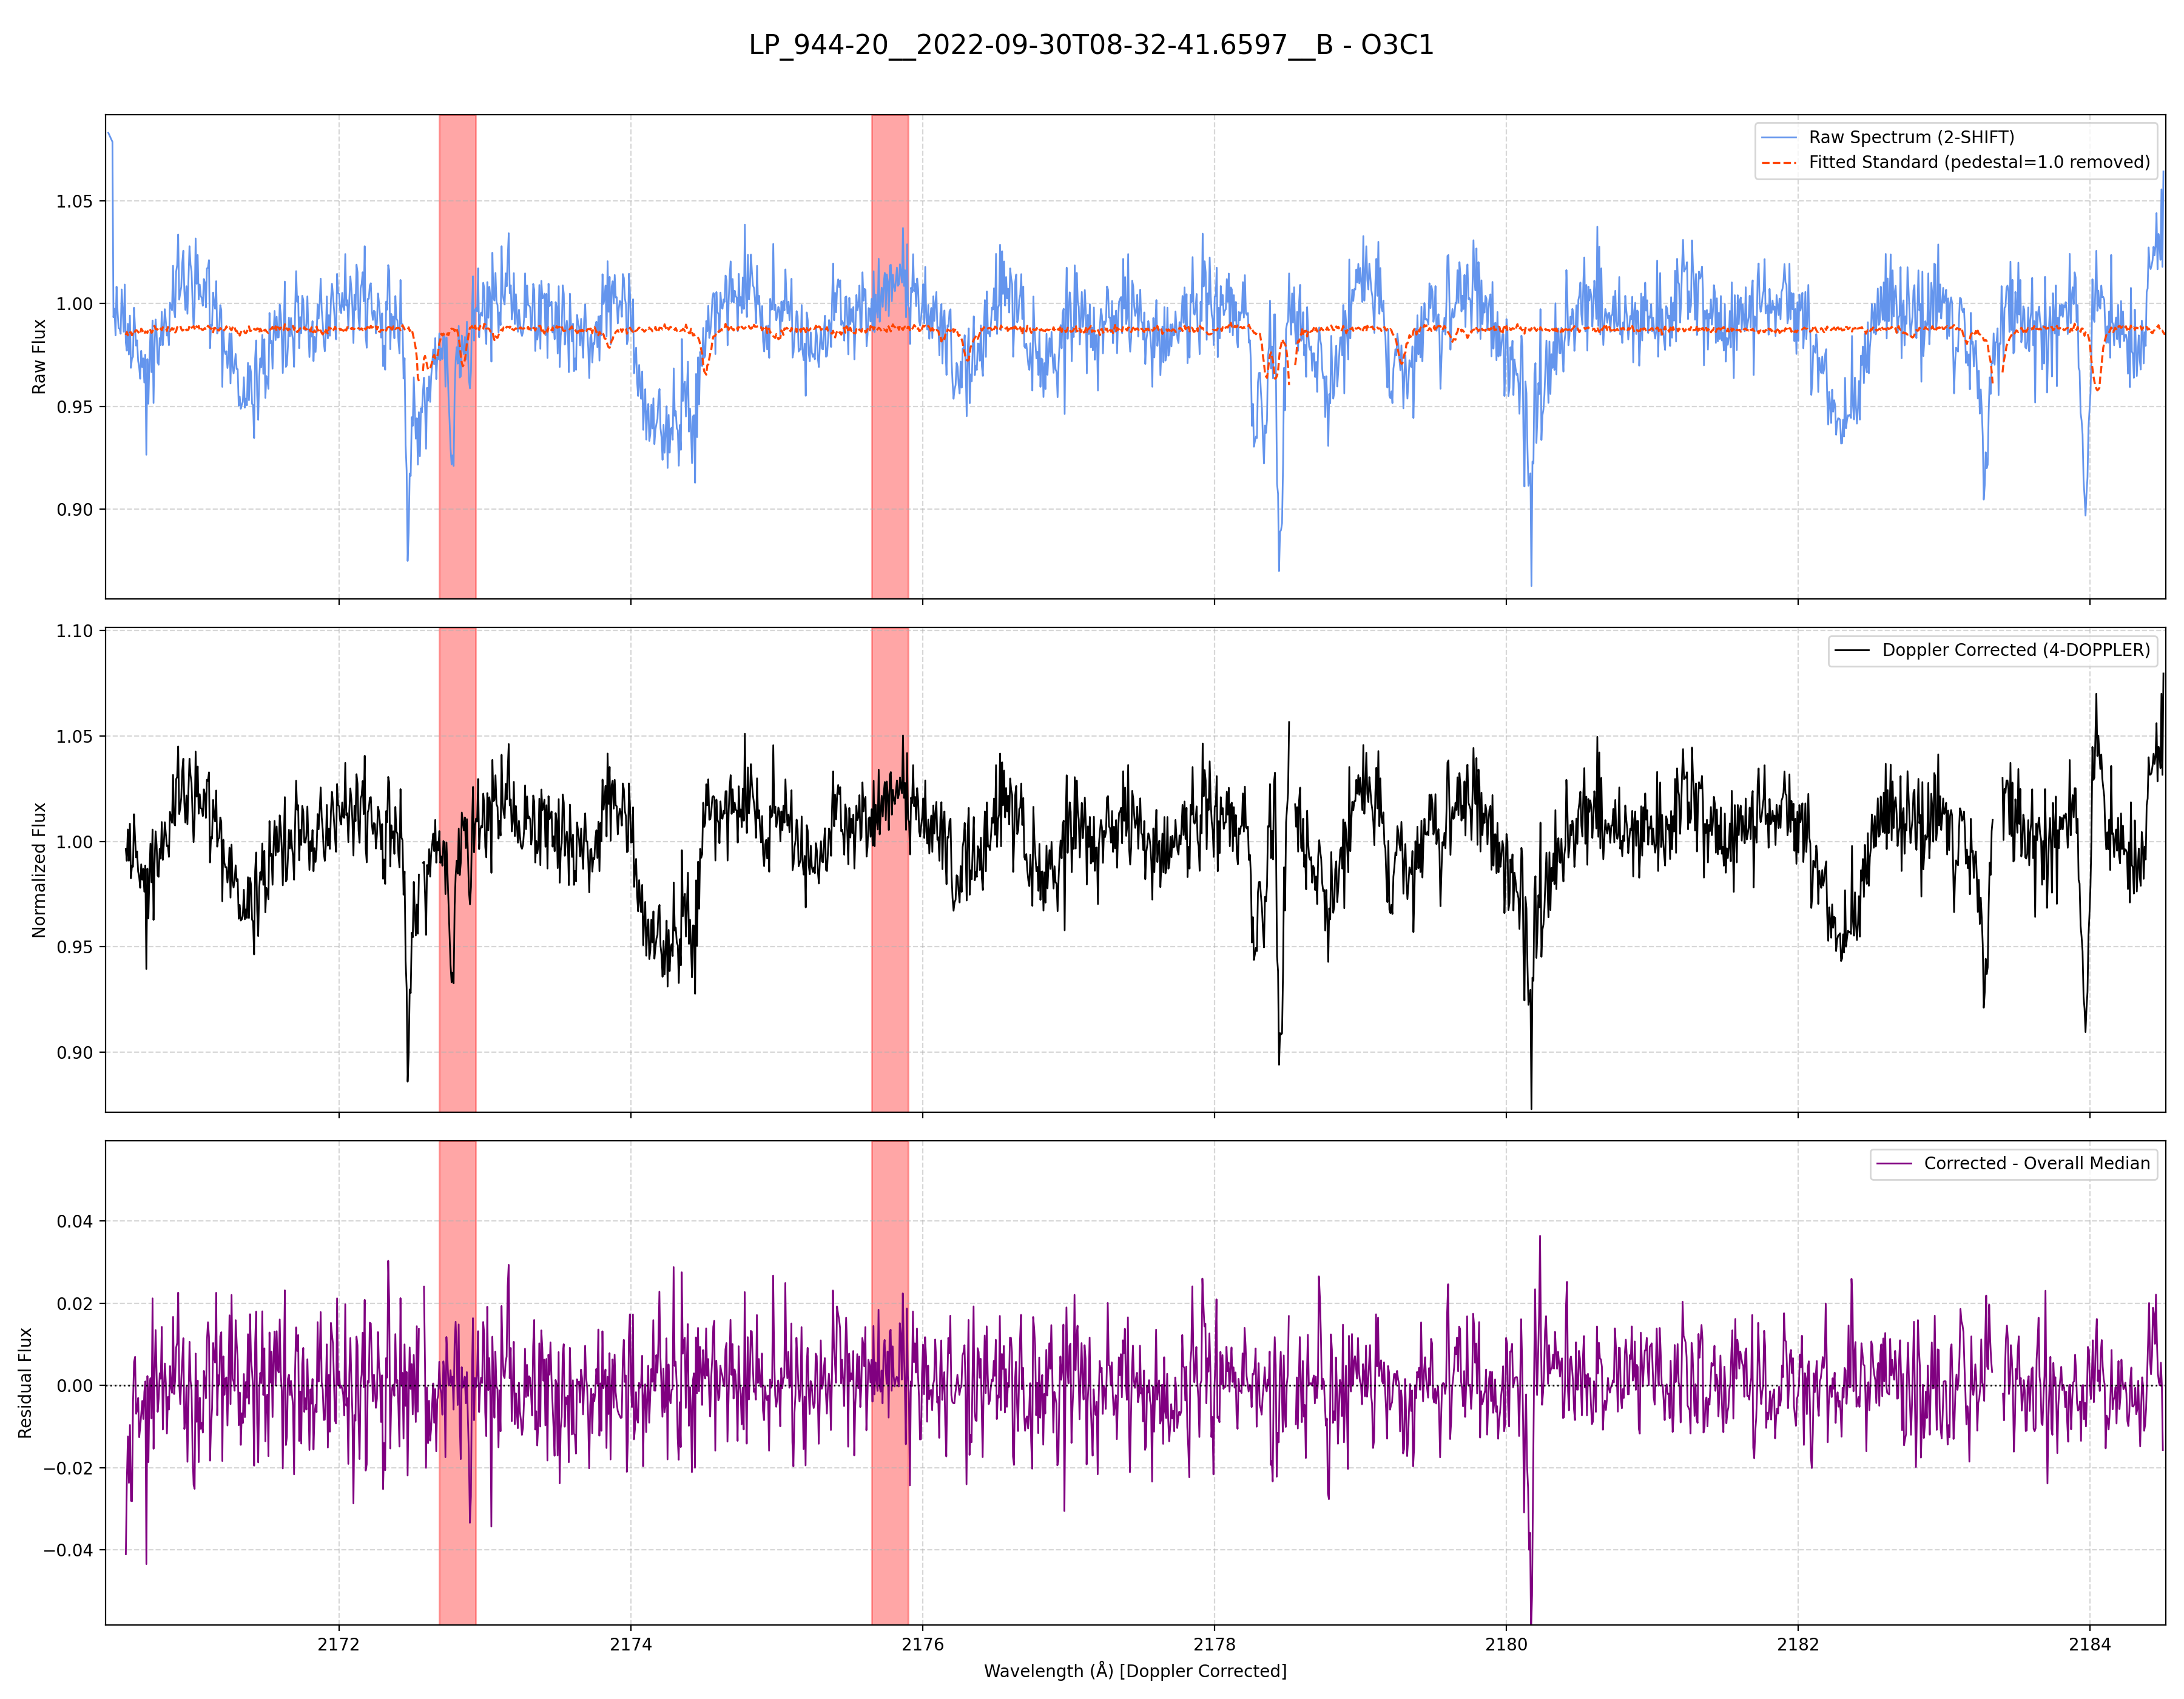 LP_944-20__2022-09-30T08-32-41.6597__B - O3C1
Raw Spectrum (2-SHIFT)
Fitted Standard (pedestal=1.0 removed)
1.05
1.00
0.95
0.90
Raw Flux
Doppler Corrected (4-DOPPLER)
1.10
1.05
1.00
0.95
0.90
Normalized Flux
Corrected - Overall Median
0.04
0.02
0.00
−0.02
−0.04
Residual Flux
2172 2174 2176 2178 2180 2182 2184
Wavelength (Å) [Doppler Corrected]